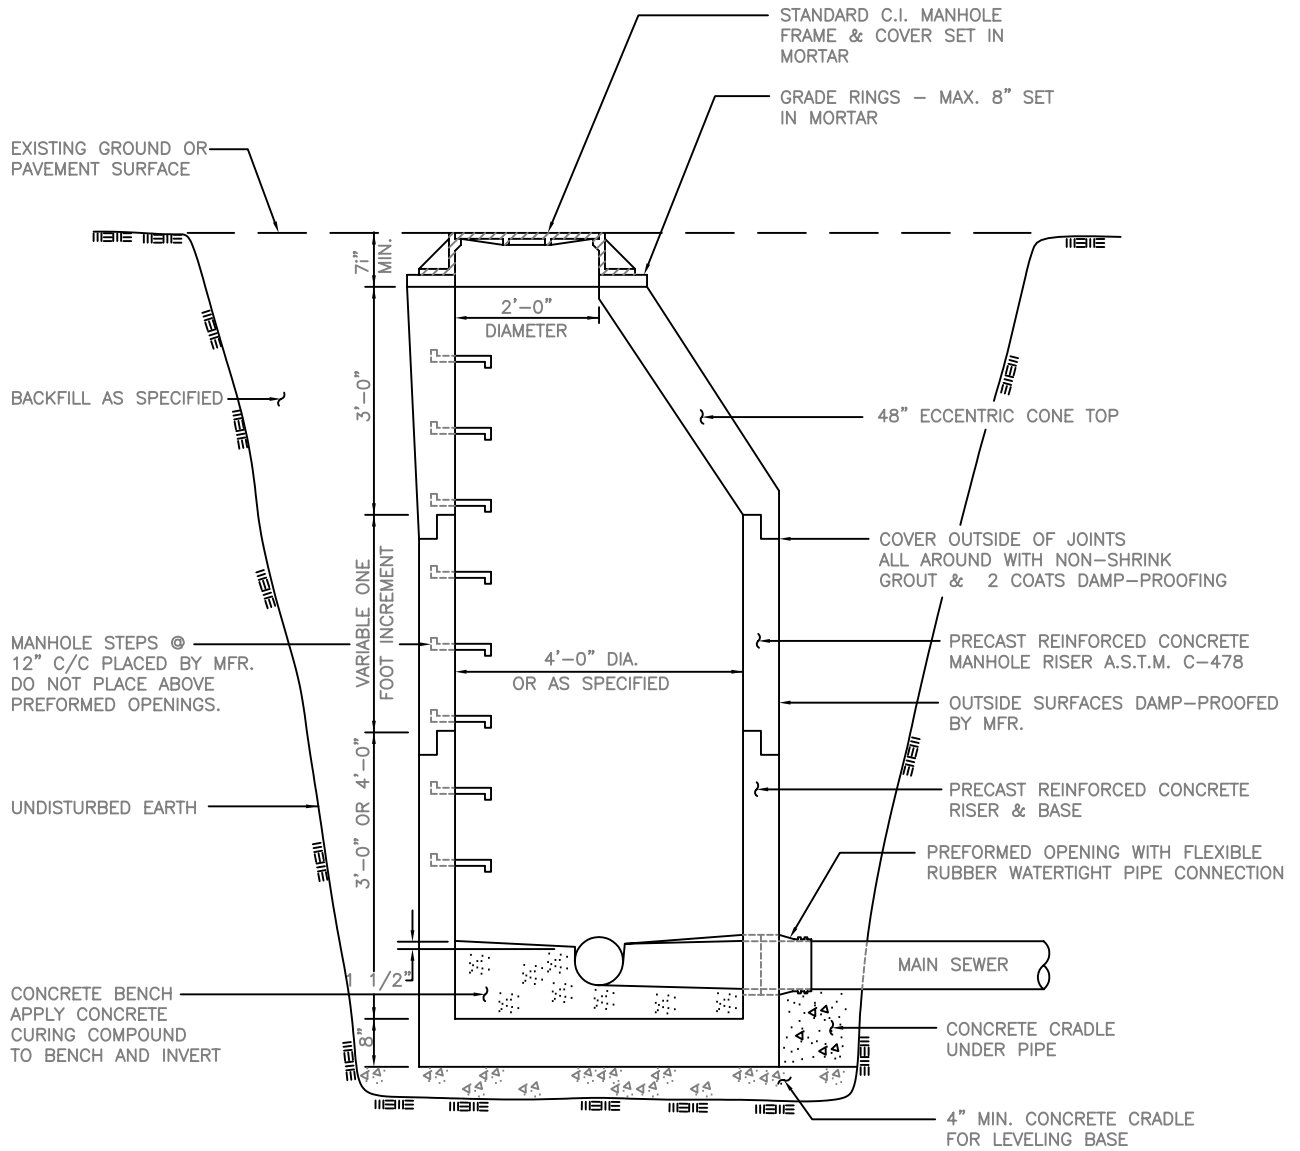 STANDARD C.I. MANHOLE
FRAME & COVER SET IN
MORTAR
GRADE RINGS – MAX. 8" SET
IN MORTAR
EXISTING GROUND OR
PAVEMENT SURFACE
7i"
MIN.
2'-0"
DIAMETER
3'-0"
BACKFILL AS SPECIFIED
48" ECCENTRIC CONE TOP
COVER OUTSIDE OF JOINTS
ALL AROUND WITH NON-SHRINK
GROUT & 2 COATS DAMP-PROOFING
VARIABLE ONE
FOOT INCREMENT
MANHOLE STEPS @
12" C/C PLACED BY MFR.
DO NOT PLACE ABOVE
PREFORMED OPENINGS.
4'-0" DIA.
OR AS SPECIFIED
PRECAST REINFORCED CONCRETE
MANHOLE RISER A.S.T.M. C-478
OUTSIDE SURFACES DAMP-PROOFED
BY MFR.
3'-0" OR 4'-0"
UNDISTURBED EARTH
PRECAST REINFORCED CONCRETE
RISER & BASE
PREFORMED OPENING WITH FLEXIBLE
RUBBER WATERTIGHT PIPE CONNECTION
MAIN SEWER
1 1/2"
CONCRETE BENCH
APPLY CONCRETE
CURING COMPOUND
TO BENCH AND INVERT
8"
CONCRETE CRADLE
UNDER PIPE
4" MIN. CONCRETE CRADLE
FOR LEVELING BASE